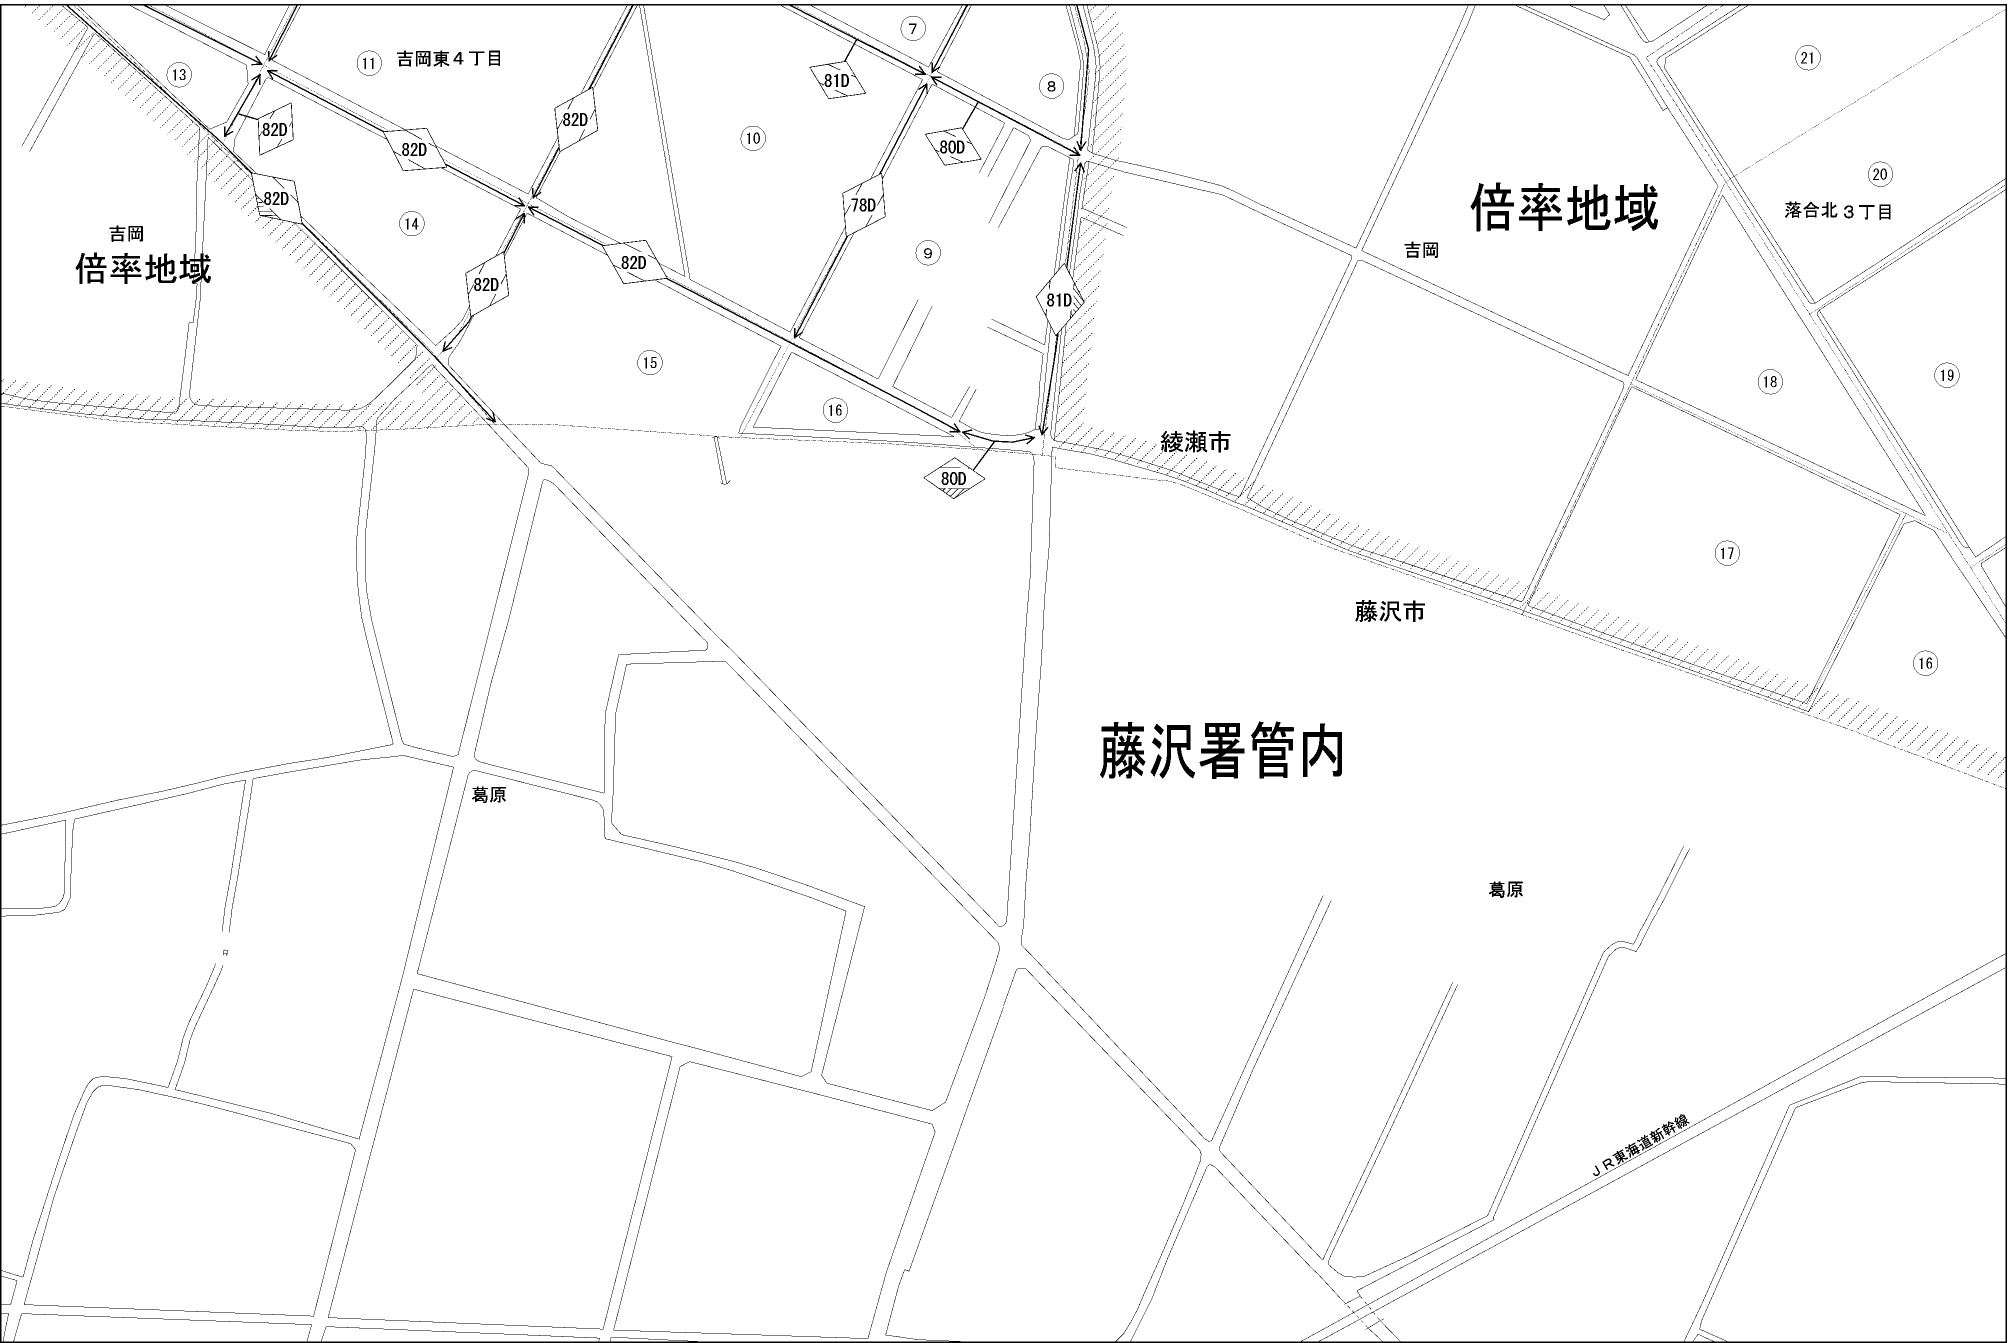 ⑦
81D
⑧
⑪ 吉岡東4丁目
⑬
82D
82D
82D
⑩
80D
82D
78D
⑭
吉岡
倍率地域
82D
82D
⑨
81D
⑮
⑯
80D
倍率地域
吉岡
㉑
⑳
落合北3丁目
⑲
⑱
綾瀬市
⑰
藤沢市
⑯
藤沢署管内
葛原
葛原
JR東海道新幹線